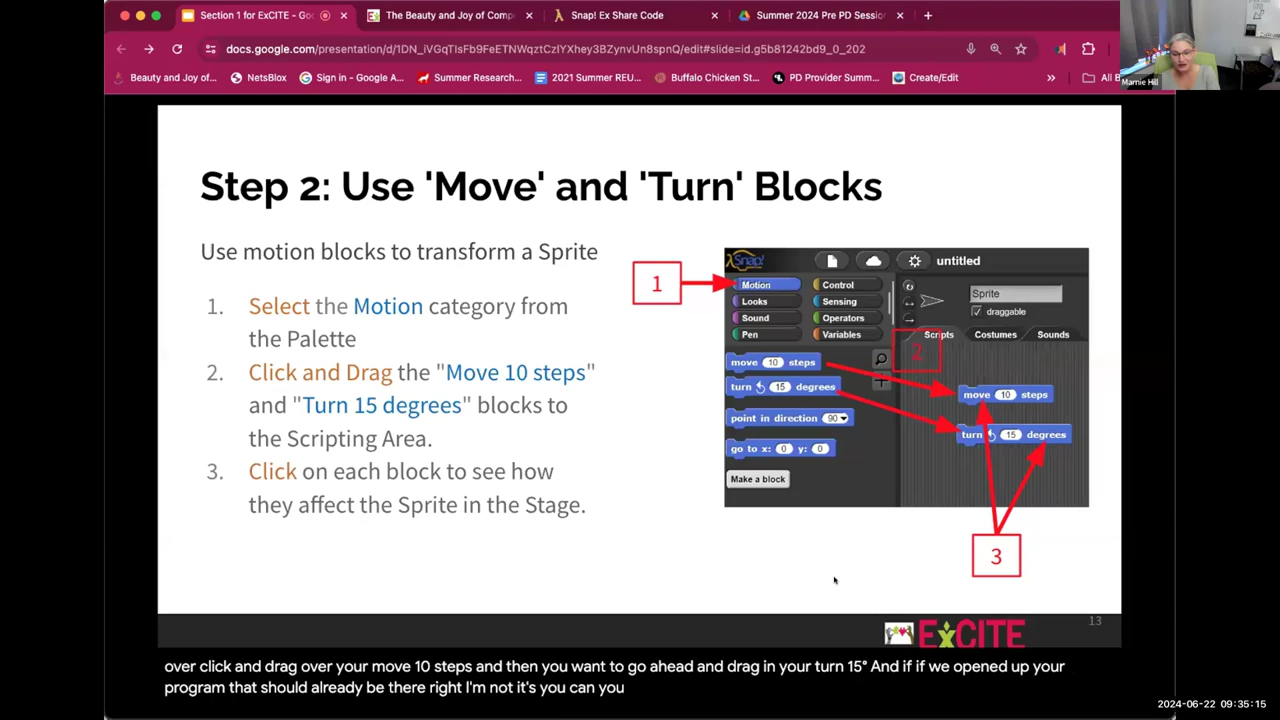 Section 1 for ExCITE - Goo
The Beauty and Joy of Comp
Snap! Ex Share Code
Summer 2024 Pre PD Sessio
docs.google.com/presentation/d/1DN_iVGqTIsFb9FeETNWqztCzIYXhey3BZynvUn8spnQ/edit#slide=id.g5b81242bd9_0_202
Beauty and Joy of...
NetsBlox
Sign in - Google A...
Summer Research...
2021 Summer REU...
Buffalo Chicken St...
PD Provider Summ...
Create/Edit
»
All B
Marnie Hill
Step 2: Use 'Move' and 'Turn' Blocks
Use motion blocks to transform a Sprite
1. Select the Motion category from
the Palette
2. Click and Drag the "Move 10 steps"
and "Turn 15 degrees" blocks to
the Scripting Area.
3. Click on each block to see how
they affect the Sprite in the Stage.
1
Snap!
untitled
Motion
Control
Looks
Sensing
Sound
Operators
Pen
Variables
Sprite
draggable
2
Scripts
Costumes
Sounds
move 10 steps
turn 15 degrees
point in direction 90
go to x: 0 y: 0
Make a block
move 10 steps
turn 15 degrees
3
13
ExCITE
over click and drag over your move 10 steps and then you want to go ahead and drag in your turn 15° And if if we opened up your
program that should already be there right I'm not it's you can you
2024-06-22 09:35:15